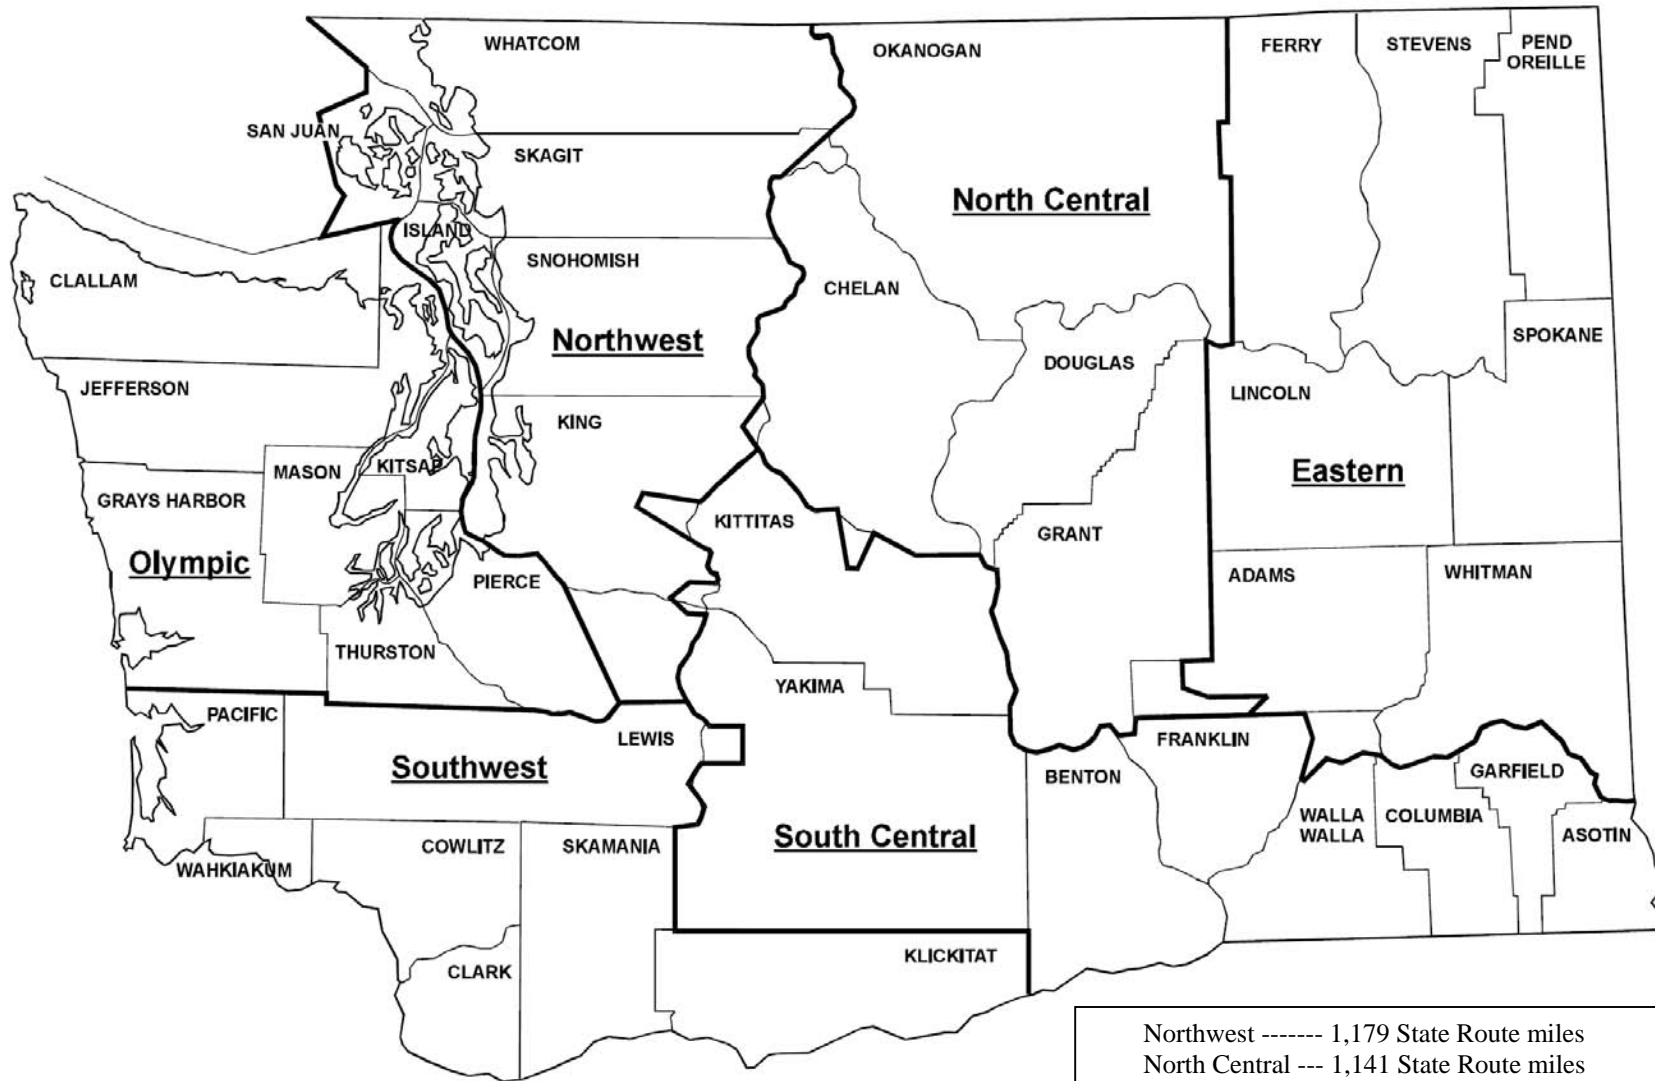 WHATCOM
OKANOGAN
FERRY
STEVENS
PEND
OREILLE
SAN JUAN
SKAGIT
North Central
ISLAND
CLALLAM
SNOHOMISH
CHELAN
Northwest
DOUGLAS
SPOKANE
JEFFERSON
LINCOLN
KING
MASON
KITSAP
Eastern
GRAYS HARBOR
KITTITAS
GRANT
Olympic
PIERCE
ADAMS
WHITMAN
THURSTON
YAKIMA
PACIFIC
LEWIS
FRANKLIN
Southwest
BENTON
GARFIELD
WALLA
WALLA
COLUMBIA
ASOTIN
South Central
COWLITZ
SKAMANIA
WAHKIAKUM
CLARK
KLICKITAT
Northwest ------- 1,179 State Route miles
North Central --- 1,141 State Route miles